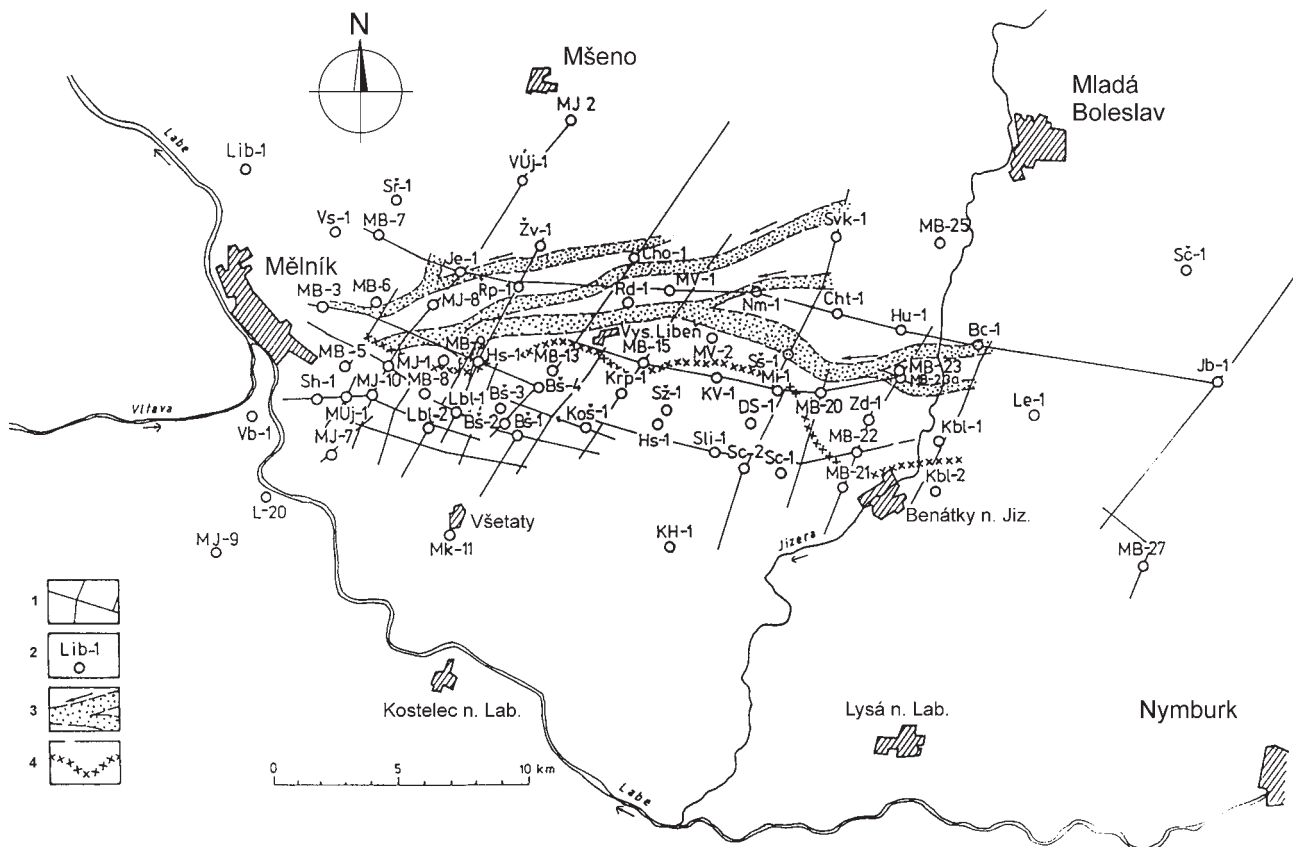 N
Mšeno
Mladá
Boleslav
MJ 2
Labe
Lib-1
VÚj-1
Sř-1
Vs-1
MB-7
Žv-1
Svk-1
MB-25
Je-1
Cho-1
Sč-1
Mělník
MB-3
MB-6
MJ-8
Rp-1
Rd-1
MV-1
Nm-1
Cht-1
Hu-1
Bc-1
Vys. Libeň
MB-5
MJ-1
MB-9
Hs-1
MB-13
MB-15
MV-2
Sš-1
MB-23
MB-23a
Jb-1
Sh-1
MJ-10
MB-8
Lbl-1
Bš-3
Bš-4
Krp-1
KV-1
Mi-1
MB-20
Vltava
MÚj-1
Sž-1
Zd-1
Le-1
Vb-1
MJ-7
Lbl-2
Bš-2
Bš-1
Koš-1
Hs-1
DS-1
Sli-1
Sc-2
Sc-1
MB-22
Kbl-1
MB-21
Kbl-2
L-20
Všetaty
Benátky n. Jiz.
MJ-9
Mk-11
KH-1
Jizera
MB-27
1
2
Lib-1
3
4
Kostelec n. Lab.
Lysá n. Lab.
Nymburk
0 5 10 km
Labe